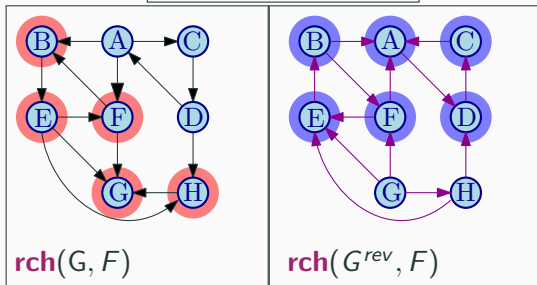 B A C
E F D
G H
rch(G, F)
B A C
E F D
G H
rch(G^rev, F)